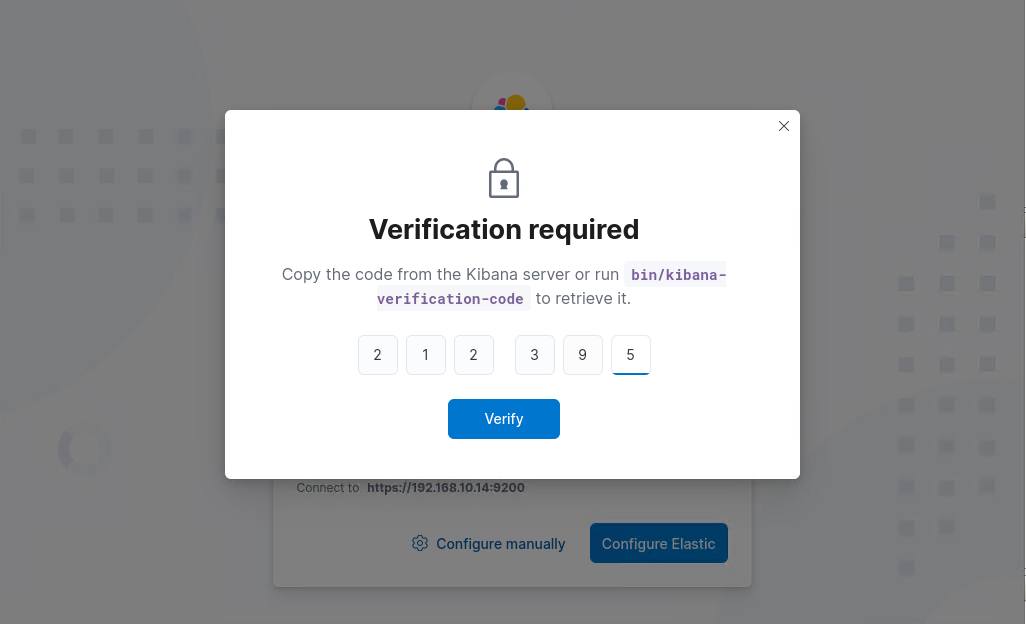 Verification required
Copy the code from the Kibana server or run bin/kibana-
verification-code to retrieve it.
2 1 2 3 9 5
Verify
Connect to https://192.168.10.14:9200
Configure manually Configure Elastic